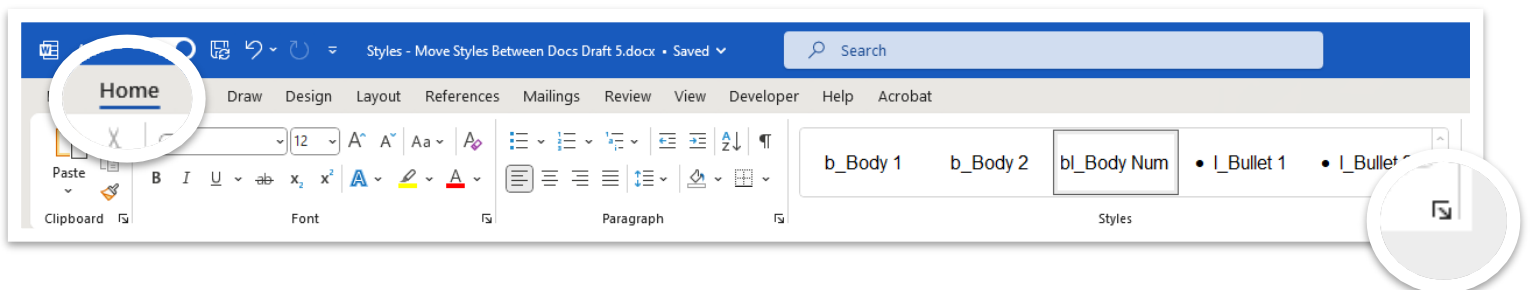 Styles - Move Styles Between Docs Draft 5.docx • Saved
Search
Home
Draw Design Layout References Mailings Review View Developer Help Acrobat
12
Aa
Paste
B I U ab x₂ x² A A
b_Body 1 b_Body 2 bl_Body Num • l_Bullet 1 • l_Bullet
Clipboard Font Paragraph Styles